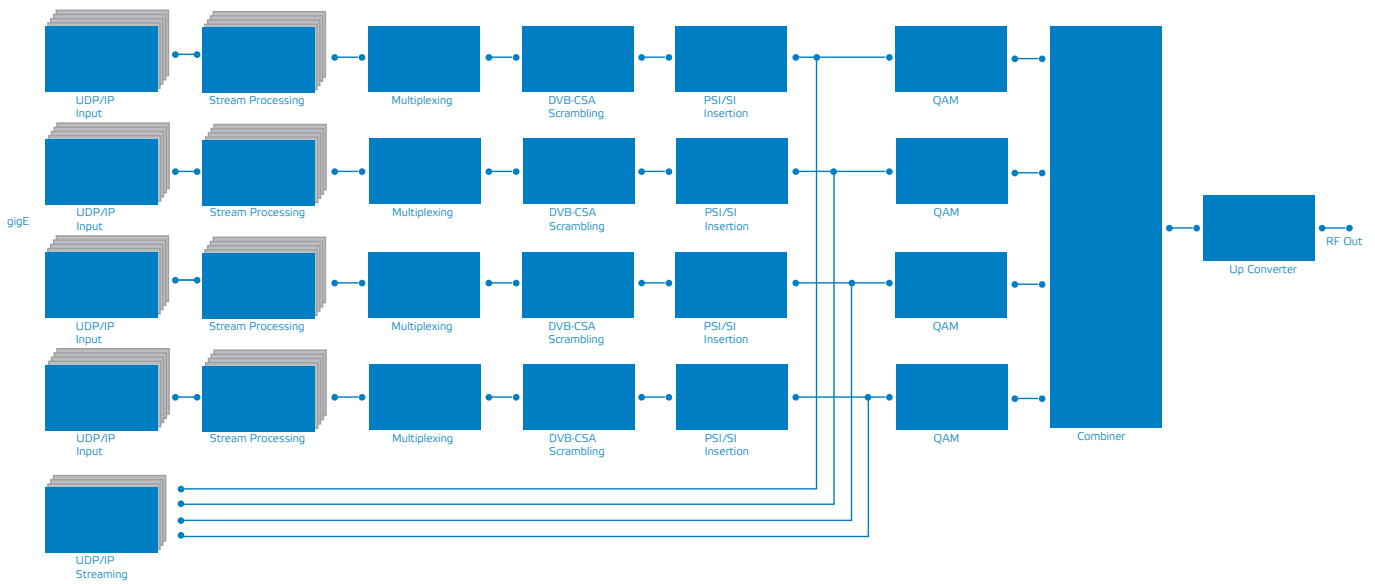 UDP/IP
Input
Stream Processing
Multiplexing
DVB-CSA
Scrambling
PSI/SI
Insertion
QAM
UDP/IP
Input
Stream Processing
Multiplexing
DVB-CSA
Scrambling
PSI/SI
Insertion
QAM
gigE
RF Out
Up Converter
UDP/IP
Input
Stream Processing
Multiplexing
DVB-CSA
Scrambling
PSI/SI
Insertion
QAM
UDP/IP
Input
Stream Processing
Multiplexing
DVB-CSA
Scrambling
PSI/SI
Insertion
QAM
Combiner
UDP/IP
Streaming